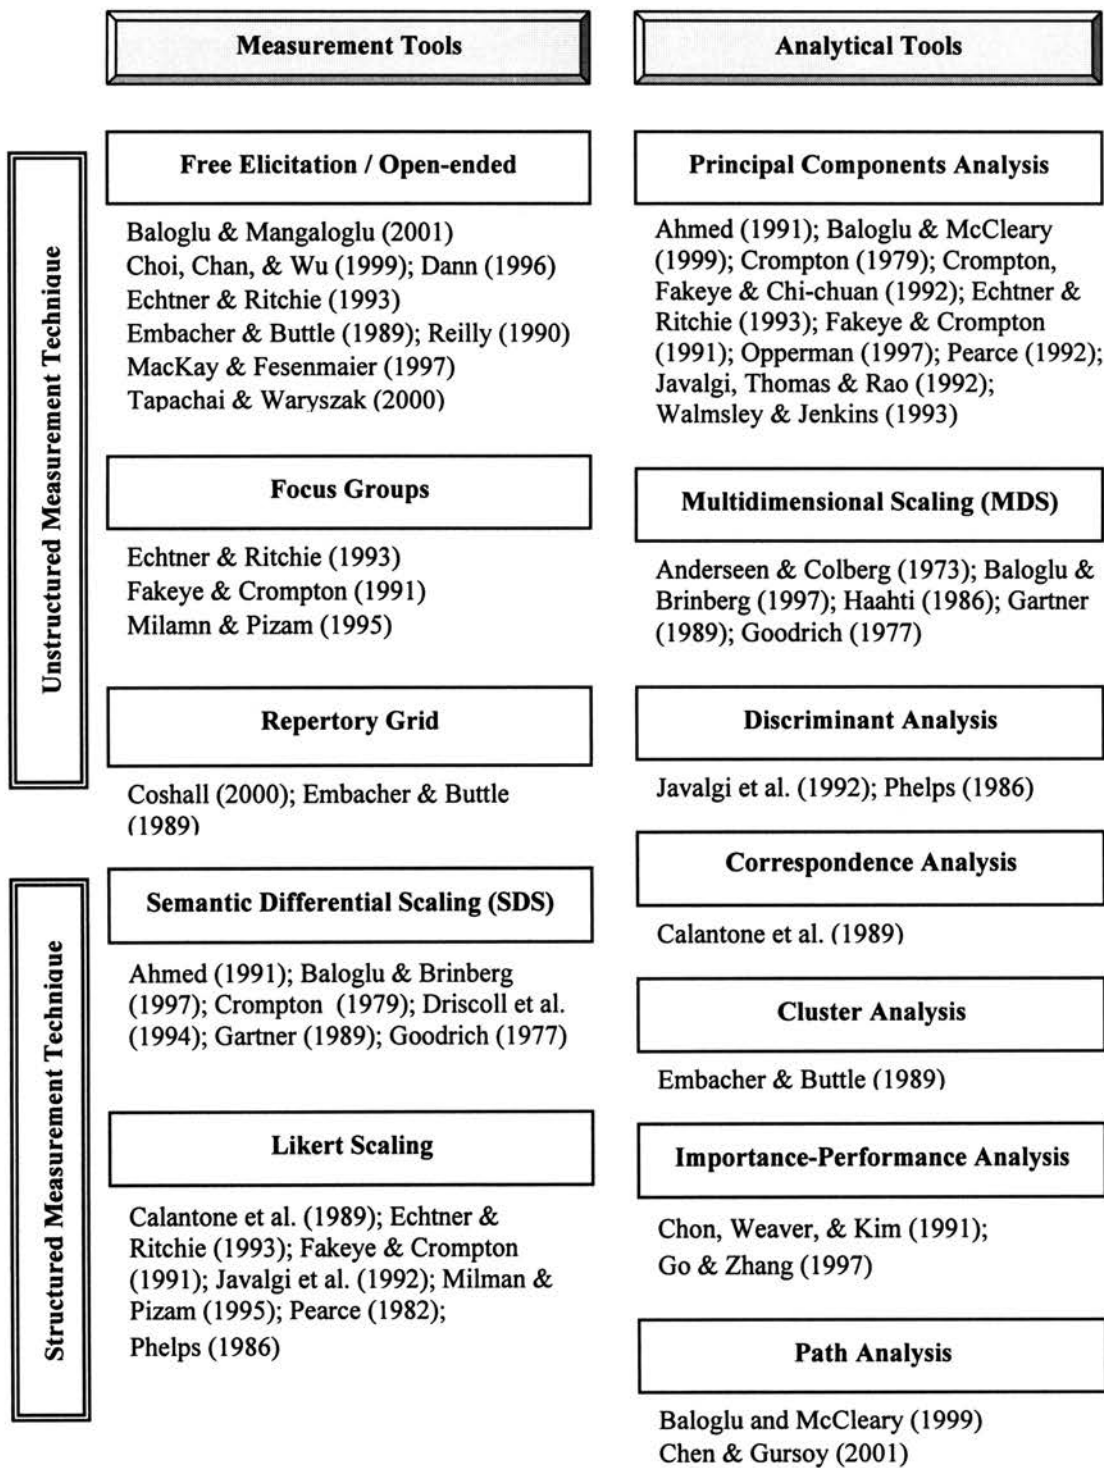 Measurement Tools
Analytical Tools
Unstructured Measurement Technique
Free Elicitation / Open-ended
Baloglu & Mangaloglu (2001)
Choi, Chan, & Wu (1999); Dann (1996)
Echtner & Ritchie (1993)
Embacher & Buttle (1989); Reilly (1990)
MacKay & Fesenmaier (1997)
Tapachai & Waryszak (2000)
Focus Groups
Echtner & Ritchie (1993)
Fakeye & Crompton (1991)
Milamn & Pizam (1995)
Repertory Grid
Coshall (2000); Embacher & Buttle
(1989)
Structured Measurement Technique
Semantic Differential Scaling (SDS)
Ahmed (1991); Baloglu & Brinberg
(1997); Crompton (1979); Driscoll et al.
(1994); Gartner (1989); Goodrich (1977)
Likert Scaling
Calantone et al. (1989); Echtner &
Ritchie (1993); Fakeye & Crompton
(1991); Javalgi et al. (1992); Milman &
Pizam (1995); Pearce (1982);
Phelps (1986)
Principal Components Analysis
Ahmed (1991); Baloglu & McCleary
(1999); Crompton (1979); Crompton,
Fakeye & Chi-chuan (1992); Echtner &
Ritchie (1993); Fakeye & Crompton
(1991); Opperman (1997); Pearce (1992);
Javalgi, Thomas & Rao (1992);
Walmsley & Jenkins (1993)
Multidimensional Scaling (MDS)
Anderseen & Colberg (1973); Baloglu &
Brinberg (1997); Haahti (1986); Gartner
(1989); Goodrich (1977)
Discriminant Analysis
Javalgi et al. (1992); Phelps (1986)
Correspondence Analysis
Calantone et al. (1989)
Cluster Analysis
Embacher & Buttle (1989)
Importance-Performance Analysis
Chon, Weaver, & Kim (1991);
Go & Zhang (1997)
Path Analysis
Baloglu and McCleary (1999)
Chen & Gursoy (2001)